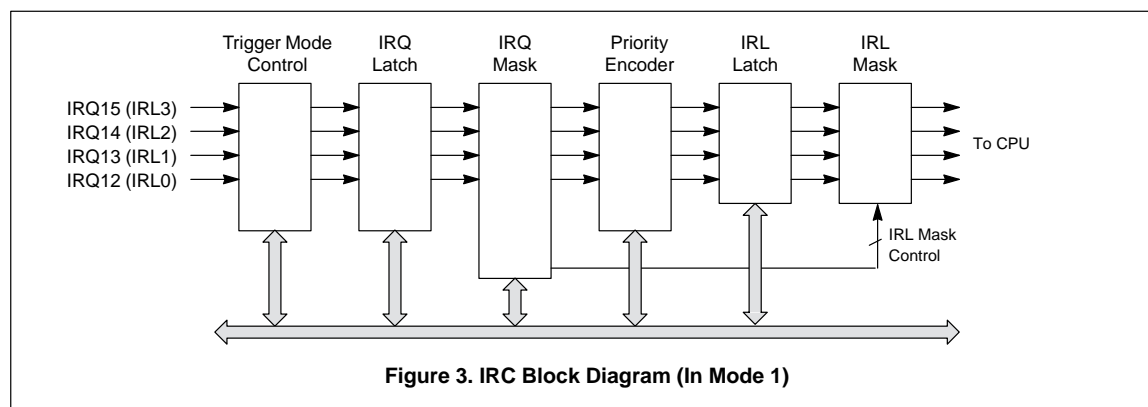 Trigger Mode
Control
IRQ
Latch
IRQ
Mask
Priority
Encoder
IRL
Latch
IRL
Mask
IRQ15 (IRL3)
IRQ14 (IRL2)
IRQ13 (IRL1)
IRQ12 (IRL0)
To CPU
IRL Mask
Control
Figure 3. IRC Block Diagram (In Mode 1)